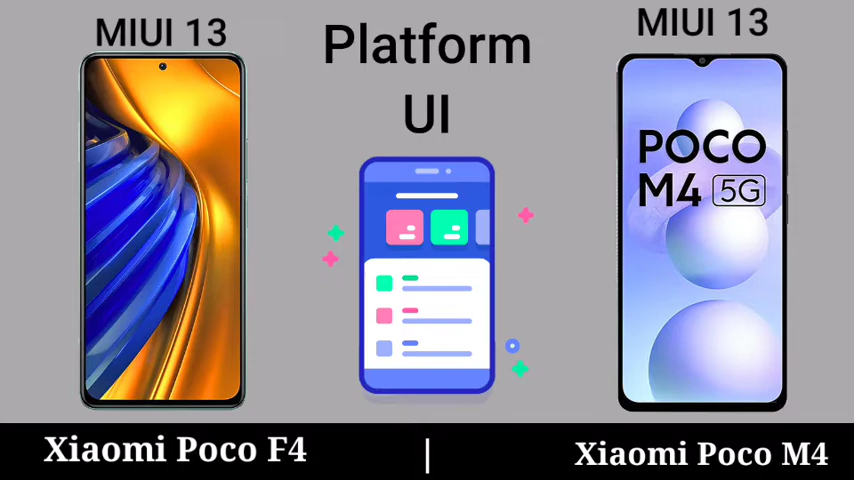 MIUI 13
Platform
UI
MIUI 13
POCO
M4 5G
Xiaomi Poco F4
|
Xiaomi Poco M4